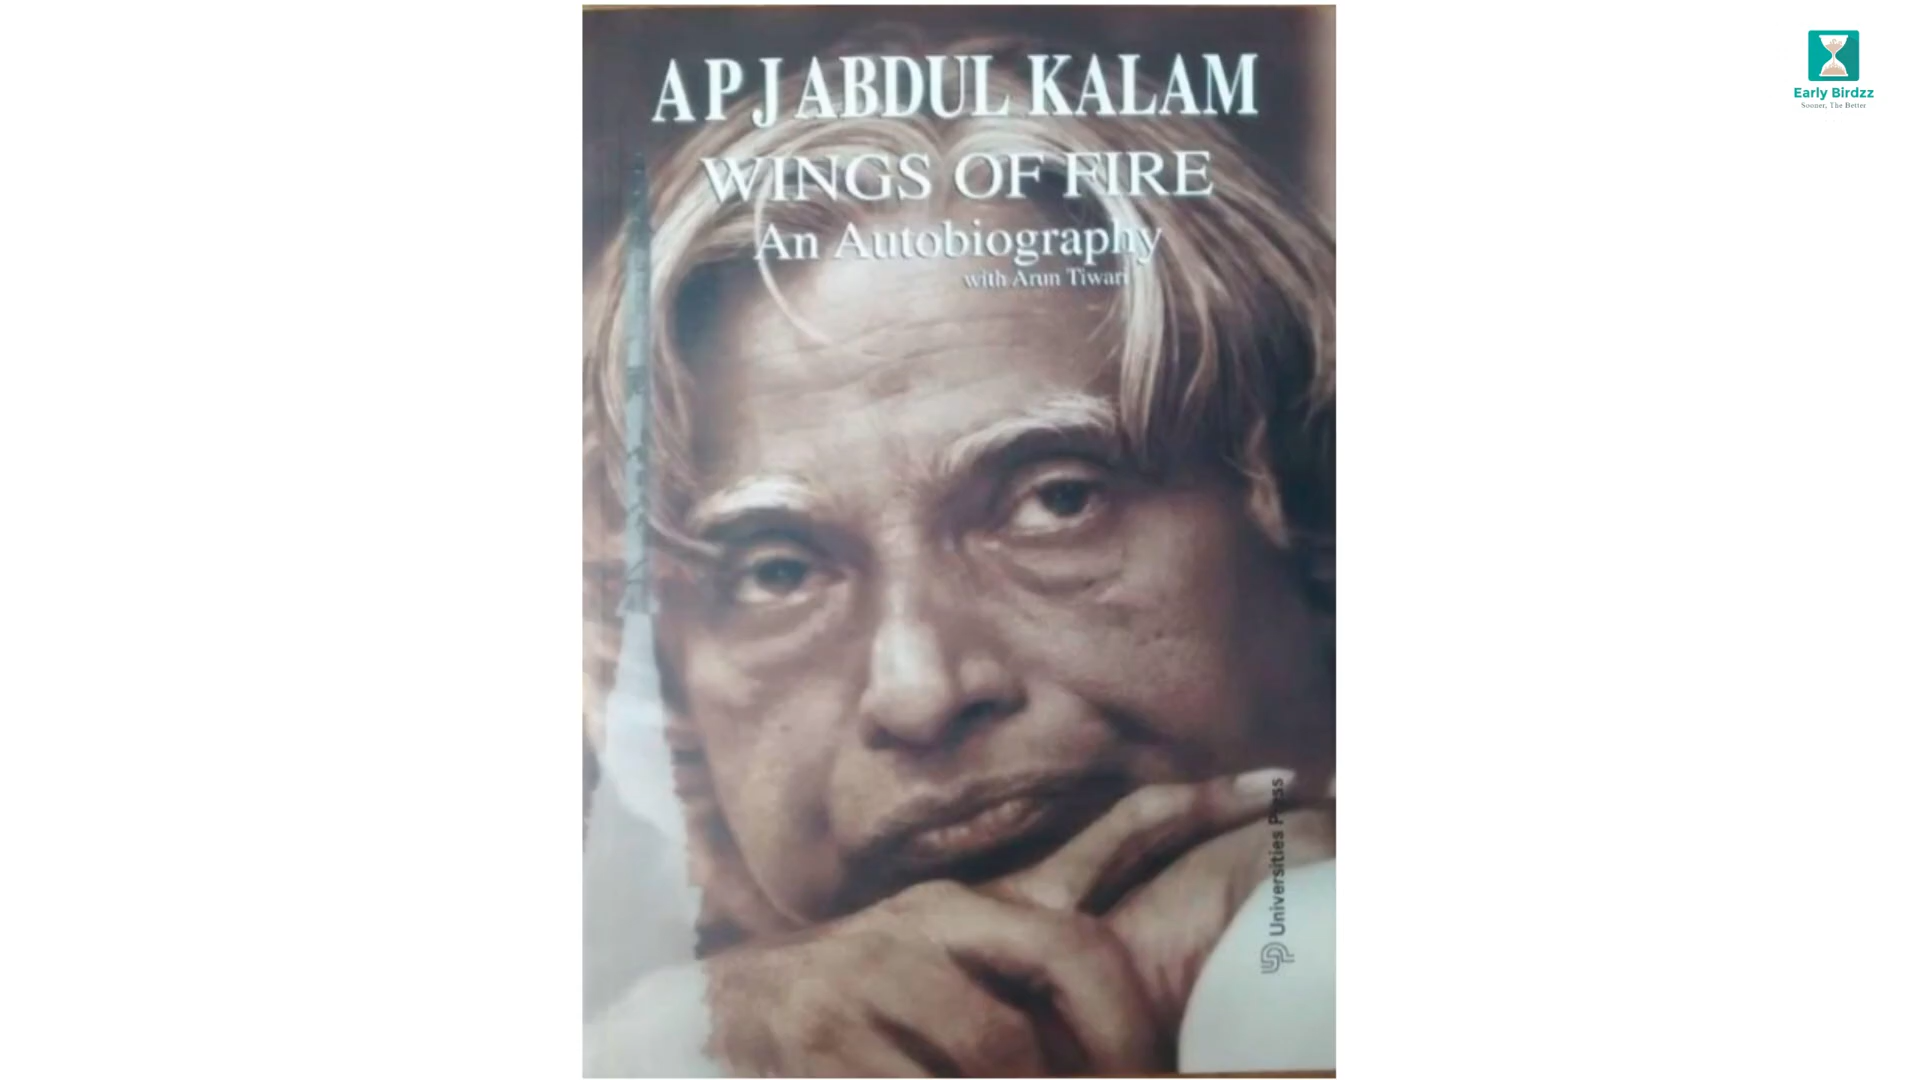 A P J ABDUL KALAM
WINGS OF FIRE
An Autobiography
with Arun Tiwari
Universities Press
Early Birdzz
Sooner, The Better